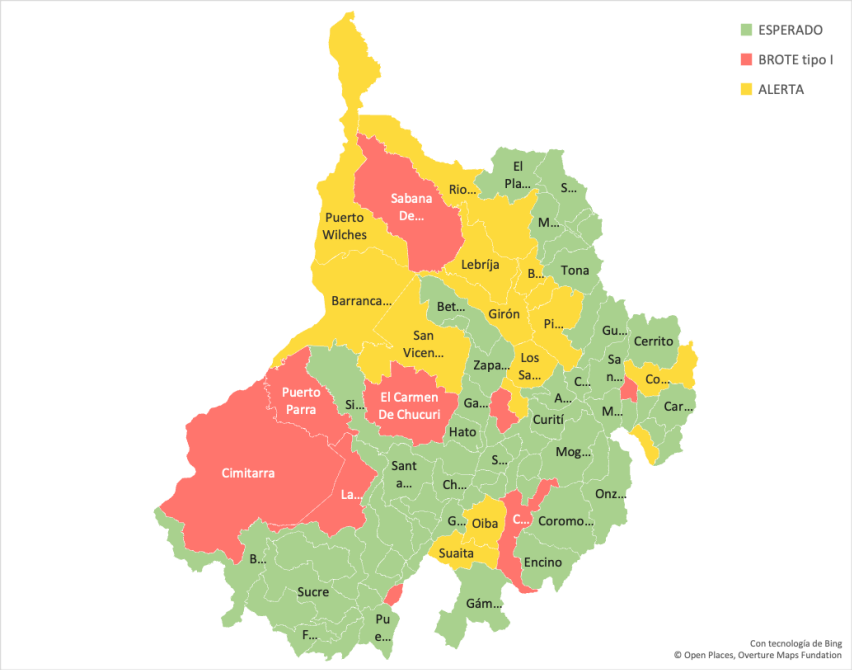 ESPERADO
BROTE tipo I
ALERTA
El
Pla...
S...
Rio...
Sabana
De...
M...
Puerto
Wilches
Lebríja
B...
Tona
Barranca...
Bet...
Girón
Pi...
Gu...
San
Vicen...
Cerrito
Los
Sa...
Zapa...
Sa
n...
Co...
C...
Puerto
Parra
El Carmen
De Chucuri
Si...
Ga...
A...
M...
Car...
Curití
Hato
Mog...
S...
Sant
a...
Cimitarra
Ch...
La...
Onz...
G...
Oiba
C...
Coromo...
Suaita
B...
Encino
Sucre
Gám...
Pu
e...
F...
Con tecnología de Bing
© Open Places, Overture Maps Foundation